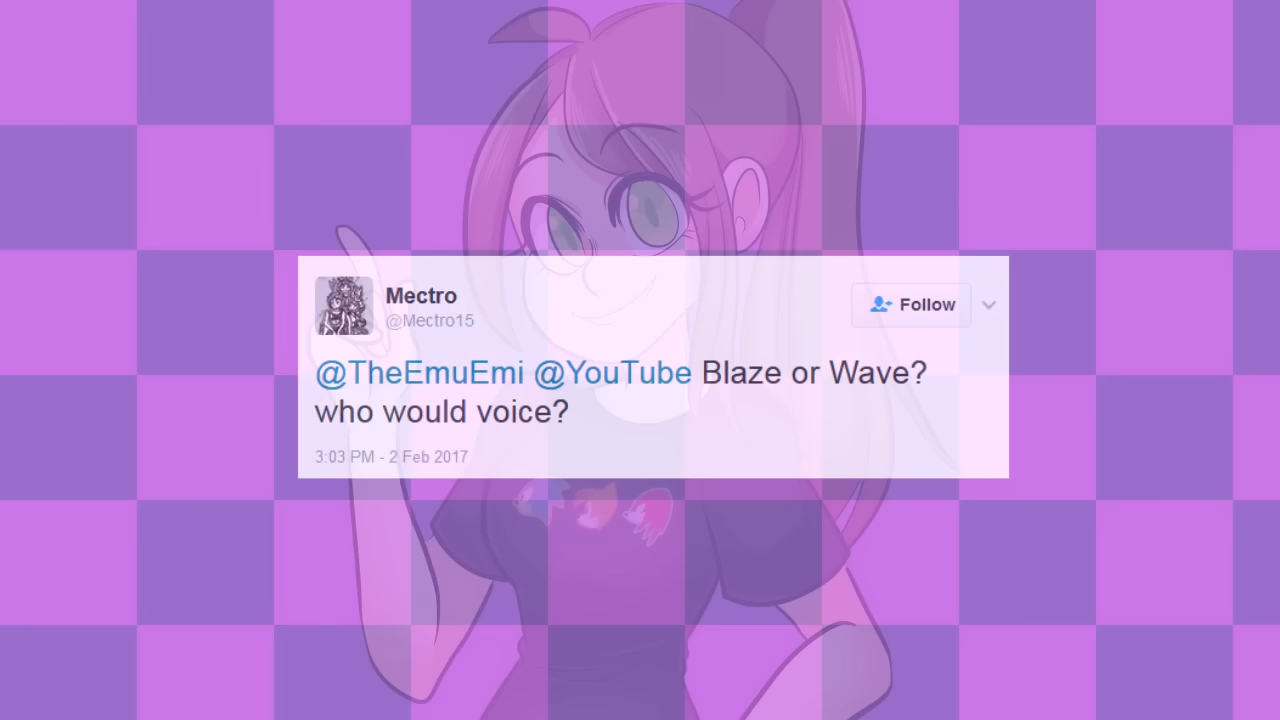 Mectro
@Mectro15
Follow
@TheEmuEmi @YouTube Blaze or Wave?
who would voice?
3:03 PM - 2 Feb 2017